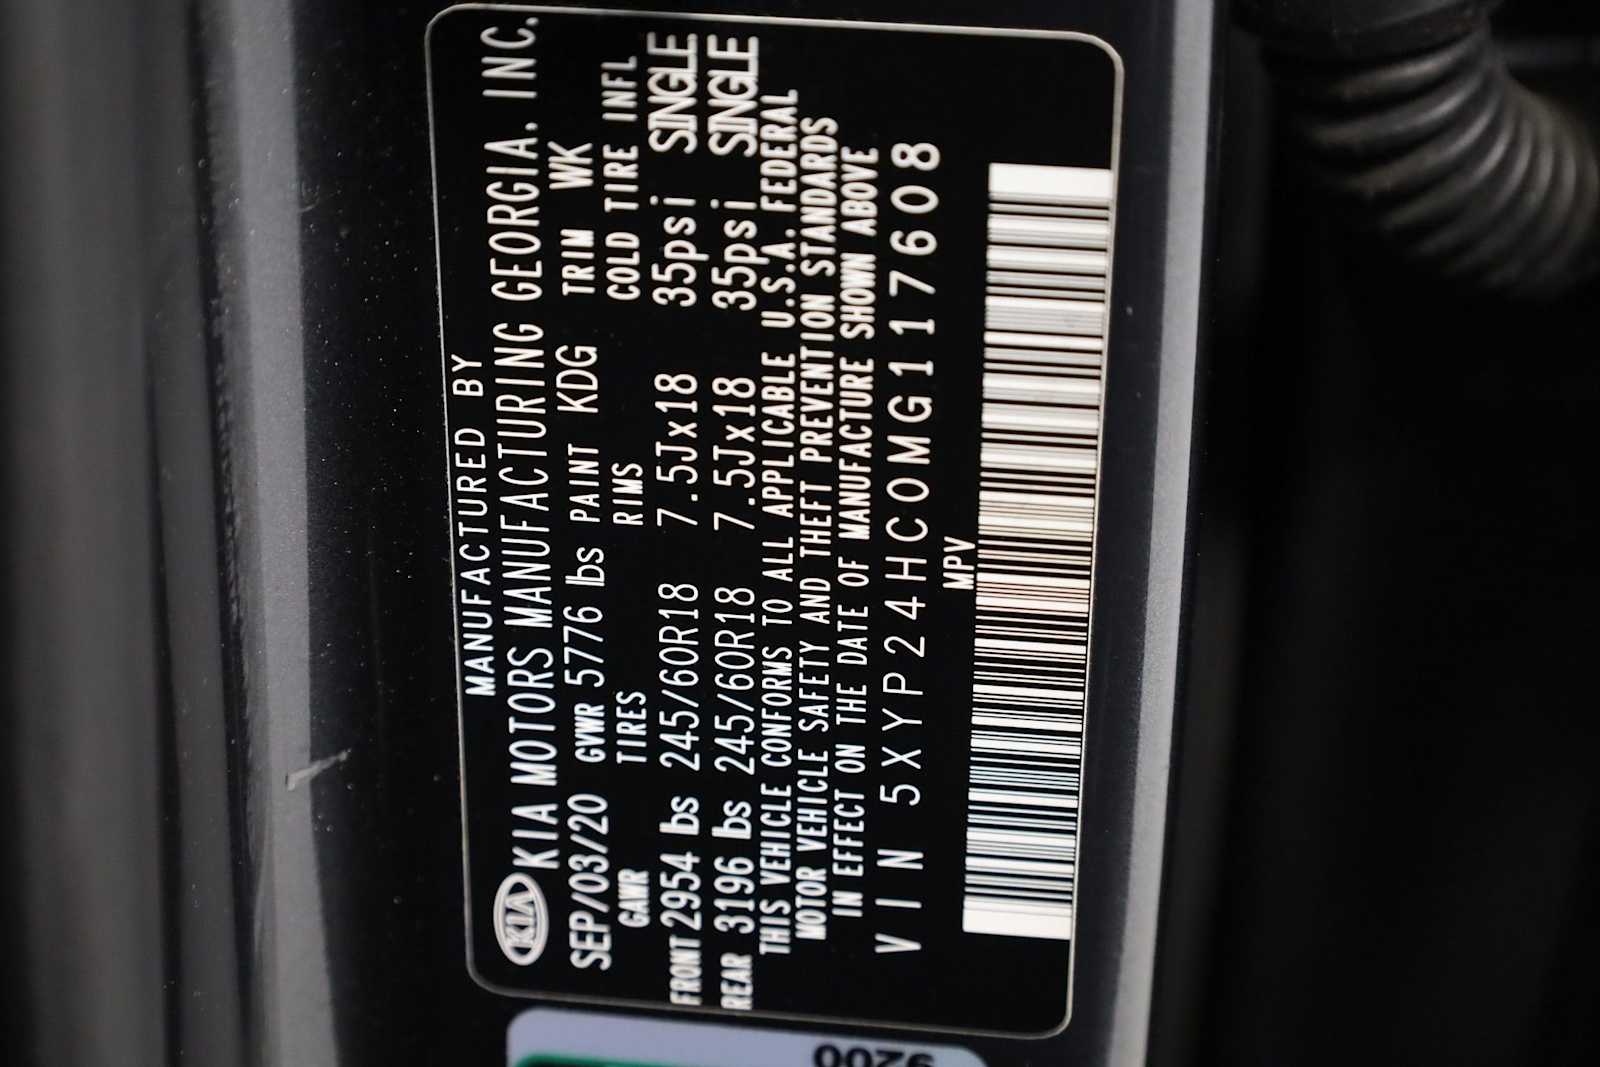 MANUFACTURED BY
KIA KIA MOTORS MANUFACTURING GEORGIA. INC.
SEP/03/20 GVWR 5776 lbs PAINT KDG TRIM WK
GAWR TIRES RIMS COLD TIRE INFL
FRONT 2954 lbs 245/60R18 7.5Jx18 35psi SINGLE
REAR 3196 lbs 245/60R18 7.5Jx18 35psi SINGLE
THIS VEHICLE CONFORMS TO ALL APPLICABLE U.S.A. FEDERAL
MOTOR VEHICLE SAFETY AND THEFT PREVENTION STANDARDS
IN EFFECT ON THE DATE OF MANUFACTURE SHOWN ABOVE
VIN 5XYP24HC0MG117608
MPV